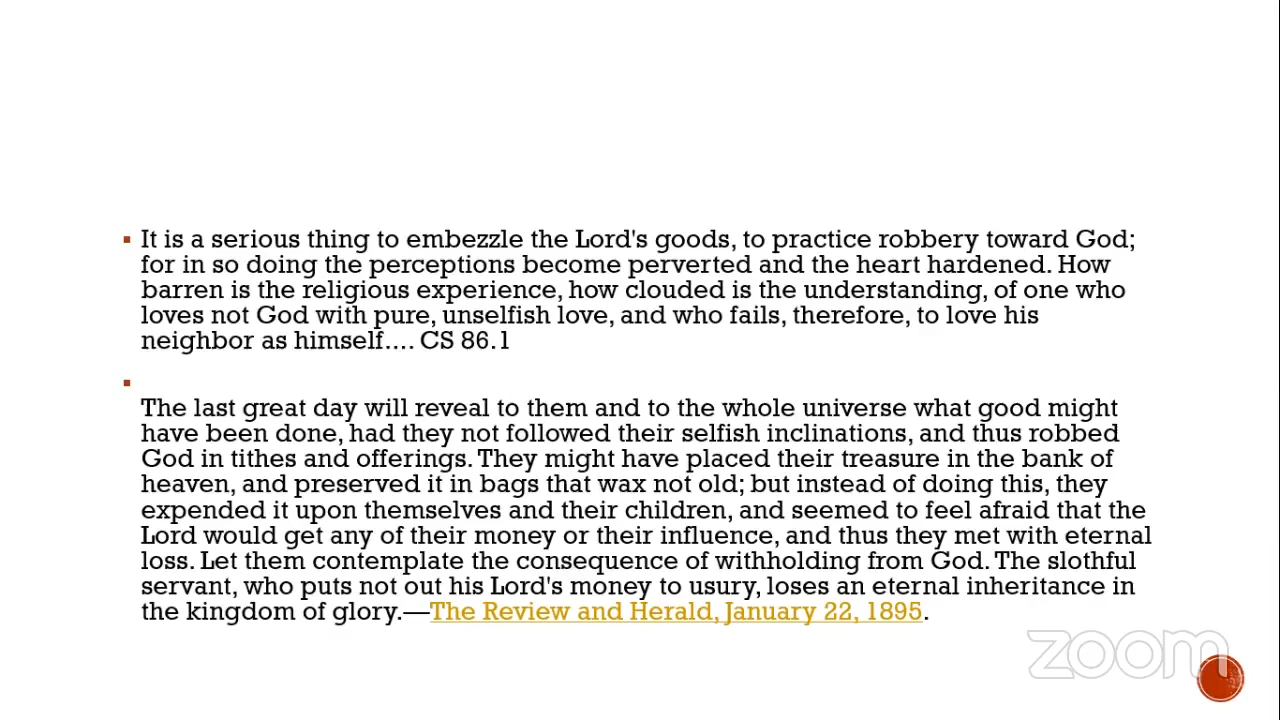 It is a serious thing to embezzle the Lord's goods, to practice robbery toward God;
for in so doing the perceptions become perverted and the heart hardened. How
barren is the religious experience, how clouded is the understanding, of one who
loves not God with pure, unselfish love, and who fails, therefore, to love his
neighbor as himself.... CS 86.1
The last great day will reveal to them and to the whole universe what good might
have been done, had they not followed their selfish inclinations, and thus robbed
God in tithes and offerings. They might have placed their treasure in the bank of
heaven, and preserved it in bags that wax not old; but instead of doing this, they
expended it upon themselves and their children, and seemed to feel afraid that the
Lord would get any of their money or their influence, and thus they met with eternal
loss. Let them contemplate the consequence of withholding from God. The slothful
servant, who puts not out his Lord's money to usury, loses an eternal inheritance in
the kingdom of glory.—The Review and Herald, January 22, 1895.
zoom